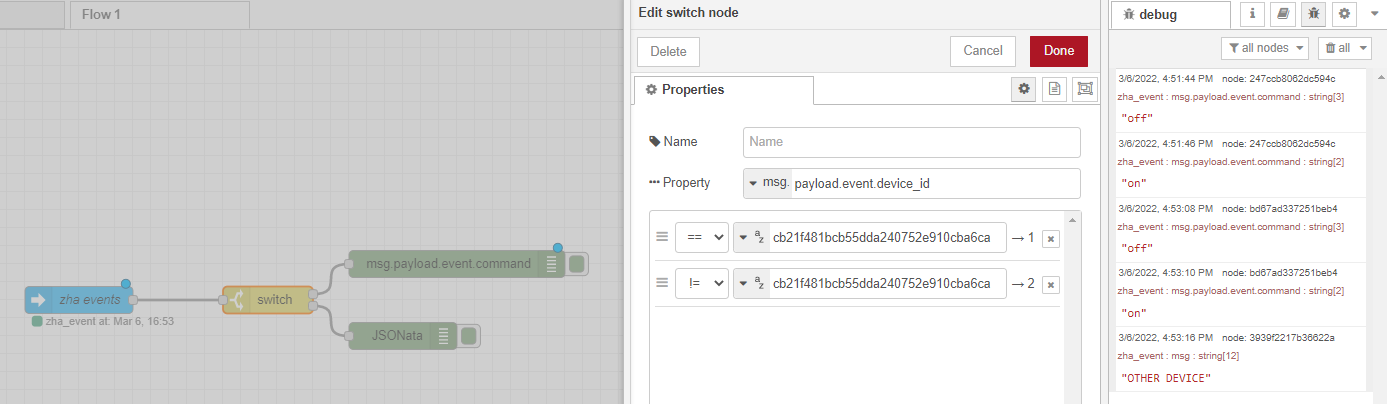 Flow 1
zha events
zha_event at: Mar 6, 16:53
switch
msg.payload.event.command
JSONata
Edit switch node
Delete
Cancel
Done
Properties
Name
Name
Property
msg. payload.event.device_id
== cb21f481bcb55dda240752e910cba6ca → 1
!= cb21f481bcb55dda240752e910cba6ca → 2
debug
all nodes
all
3/6/2022, 4:51:44 PM node: 247ccb8062dc594c
zha_event : msg.payload.event.command : string[3]
"off"
3/6/2022, 4:51:46 PM node: 247ccb8062dc594c
zha_event : msg.payload.event.command : string[2]
"on"
3/6/2022, 4:53:08 PM node: bd67ad337251beb4
zha_event : msg.payload.event.command : string[3]
"off"
3/6/2022, 4:53:10 PM node: bd67ad337251beb4
zha_event : msg.payload.event.command : string[2]
"on"
3/6/2022, 4:53:16 PM node: 3939f2217b36622a
zha_event : msg : string[12]
"OTHER DEVICE"